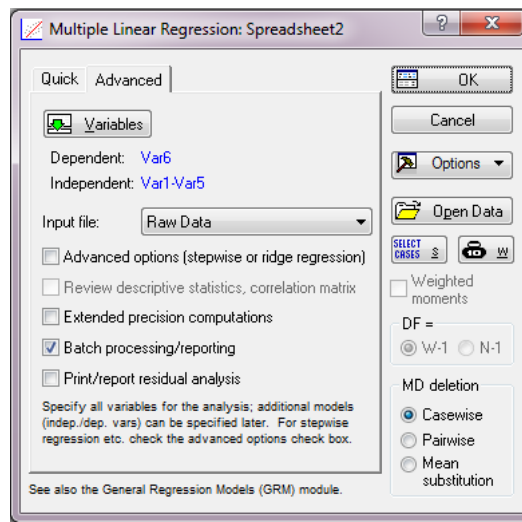 Multiple Linear Regression: Spreadsheet2
?
X
Quick
Advanced
Variables
Dependent: Var6
Independent: Var1-Var5
Input file: Raw Data
Advanced options (stepwise or ridge regression)
Review descriptive statistics, correlation matrix
Extended precision computations
Batch processing/reporting
Print/report residual analysis
Specify all variables for the analysis; additional models
(indep./dep. vars) can be specified later. For stepwise
regression etc. check the advanced options check box.
See also the General Regression Models (GRM) module.
OK
Cancel
Options
Open Data
SELECT
CASES S
W
Weighted
moments
DF =
W-1 N-1
MD deletion
Casewise
Pairwise
Mean
substitution